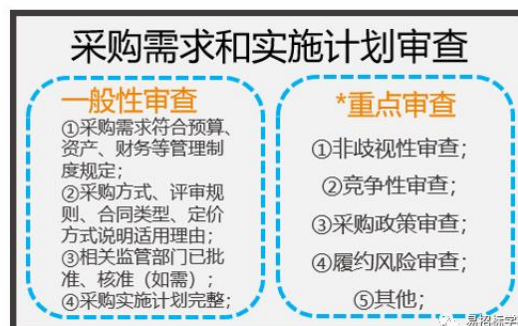 采购需求和实施计划审查
一般性审查
①采购需求符合预算、
资产、财务等管理制
度规定；
②采购方式、评审规
则、合同类型、定价
方式说明适用理由；
③相关监管部门已批
准、核准（如需）；
④采购实施计划完整；
*重点审查
①非歧视性审查；
②竞争性审查；
③采购政策审查；
④履约风险审查；
⑤其他；
易招标学